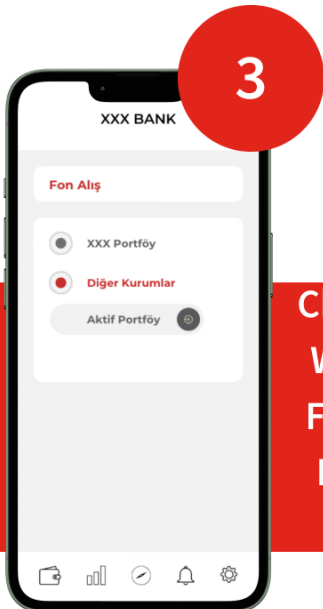 3
XXX BANK
Fon Alış
XXX Portföy
Diğer Kurumlar
Aktif Portföy